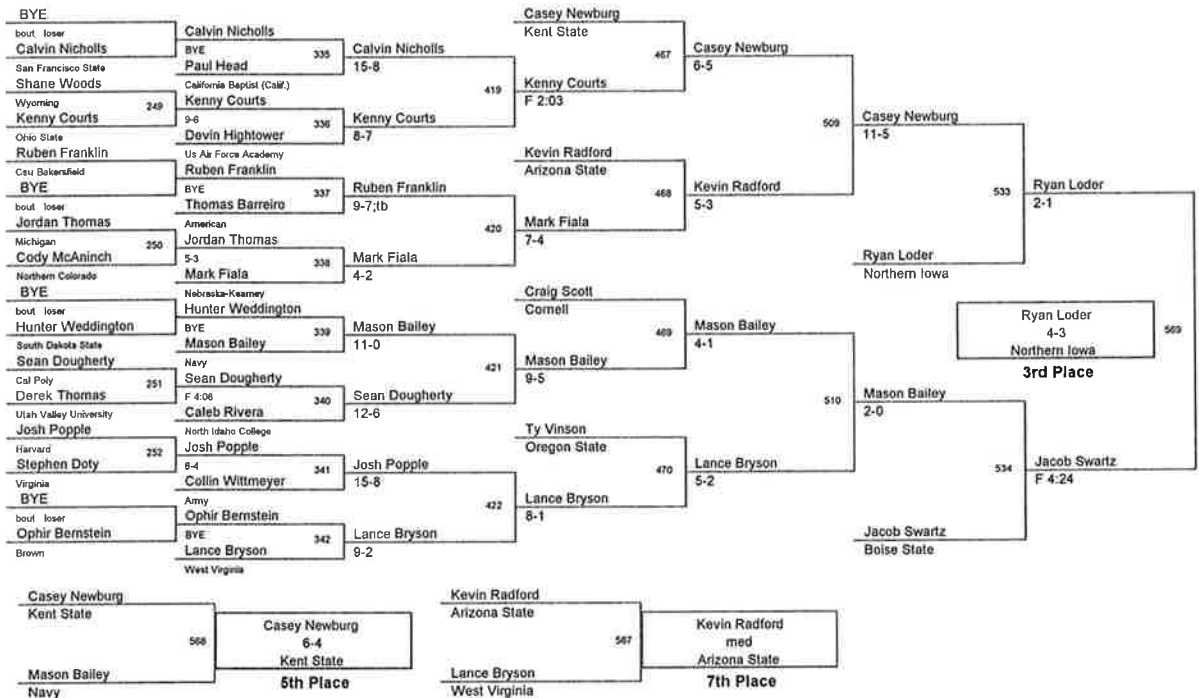 BYE
bout loser
Calvin Nicholls
San Francisco State
Shane Woods
Wyoming
249
Kenny Courts
Ohio State
Ruben Franklin
Csu Bakersfield
BYE
bout loser
Jordan Thomas
Michigan
250
Cody McAninch
Northern Colorado
BYE
bout loser
Hunter Weddington
South Dakota State
Sean Dougherty
Cal Poly
251
Derek Thomas
Utah Valley University
Josh Popple
Harvard
252
Stephen Doty
Virginia
BYE
bout loser
Ophir Bernstein
Brown
Calvin Nicholls
BYE
335
Paul Head
California Baptist (Calif.)
Kenny Courts
9-6
336
Devin Hightower
Us Air Force Academy
Ruben Franklin
BYE
337
Thomas Barreiro
American
Jordan Thomas
5-3
338
Mark Fiala
Nebraska-Kearney
Hunter Weddington
BYE
339
Mason Bailey
Navy
Sean Dougherty
F 4:06
340
Caleb Rivera
North Idaho College
Josh Popple
6-4
341
Collin Wittmeyer
Army
Ophir Bernstein
BYE
342
Lance Bryson
West Virginia
Calvin Nicholls
15-8
419
Kenny Courts
8-7
Ruben Franklin
9-7;tb
420
Mark Fiala
4-2
Mason Bailey
11-0
421
Sean Dougherty
12-6
Josh Popple
15-8
422
Lance Bryson
9-2
Casey Newburg
Kent State
467
Kenny Courts
F 2:03
Kevin Radford
Arizona State
468
Mark Fiala
7-4
Craig Scott
Cornell
469
Mason Bailey
9-5
Ty Vinson
Oregon State
470
Lance Bryson
8-1
Casey Newburg
6-5
509
Kevin Radford
5-3
Mason Bailey
4-1
510
Lance Bryson
5-2
Casey Newburg
11-5
533
Ryan Loder
Northern Iowa
Mason Bailey
2-0
534
Jacob Swartz
Boise State
Ryan Loder
2-1
Ryan Loder
4-3
Northern Iowa
569
3rd Place
Jacob Swartz
F 4:24
Casey Newburg
Kent State
568
Mason Bailey
Navy
Casey Newburg
6-4
Kent State
5th Place
Kevin Radford
Arizona State
567
Lance Bryson
West Virginia
Kevin Radford
med
Arizona State
7th Place